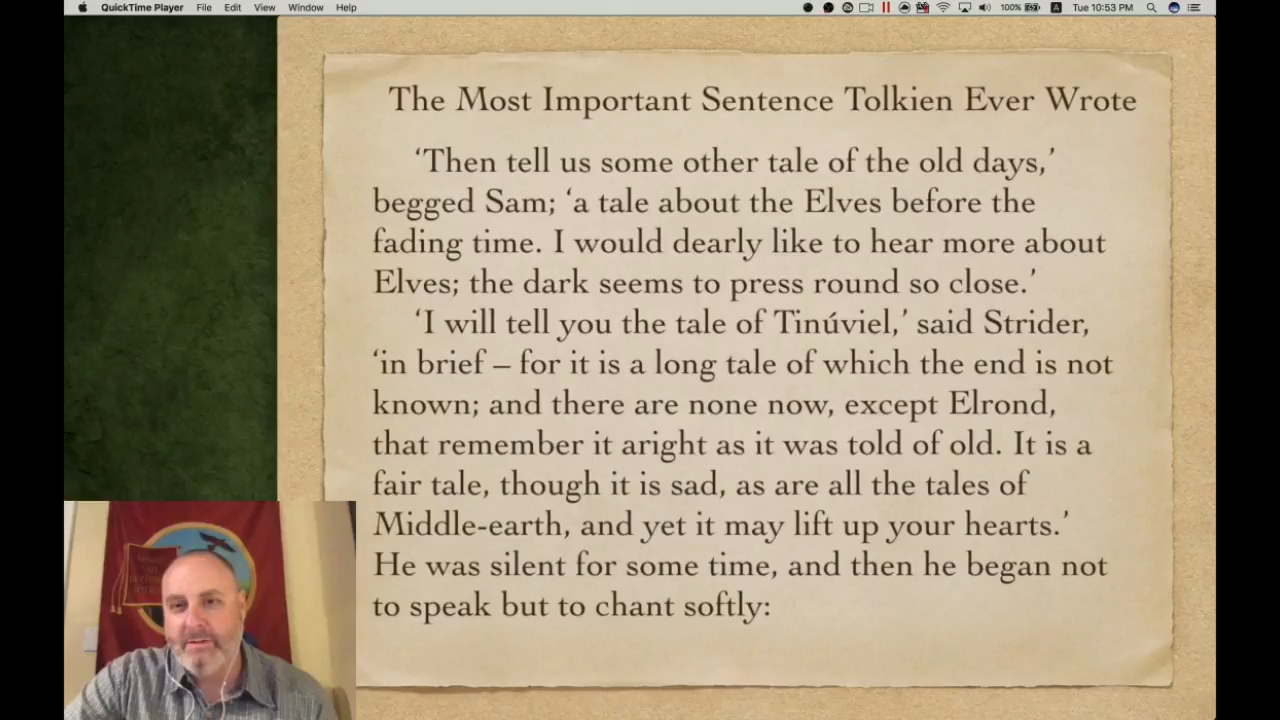 QuickTime Player File Edit View Window Help 100% Tue 10:53 PM
The Most Important Sentence Tolkien Ever Wrote
‘Then tell us some other tale of the old days,’
begged Sam; ‘a tale about the Elves before the
fading time. I would dearly like to hear more about
Elves; the dark seems to press round so close.’
‘I will tell you the tale of Tinúviel,’ said Strider,
‘in brief – for it is a long tale of which the end is not
known; and there are none now, except Elrond,
that remember it aright as it was told of old. It is a
fair tale, though it is sad, as are all the tales of
Middle-earth, and yet it may lift up your hearts.’
He was silent for some time, and then he began not
to speak but to chant softly: